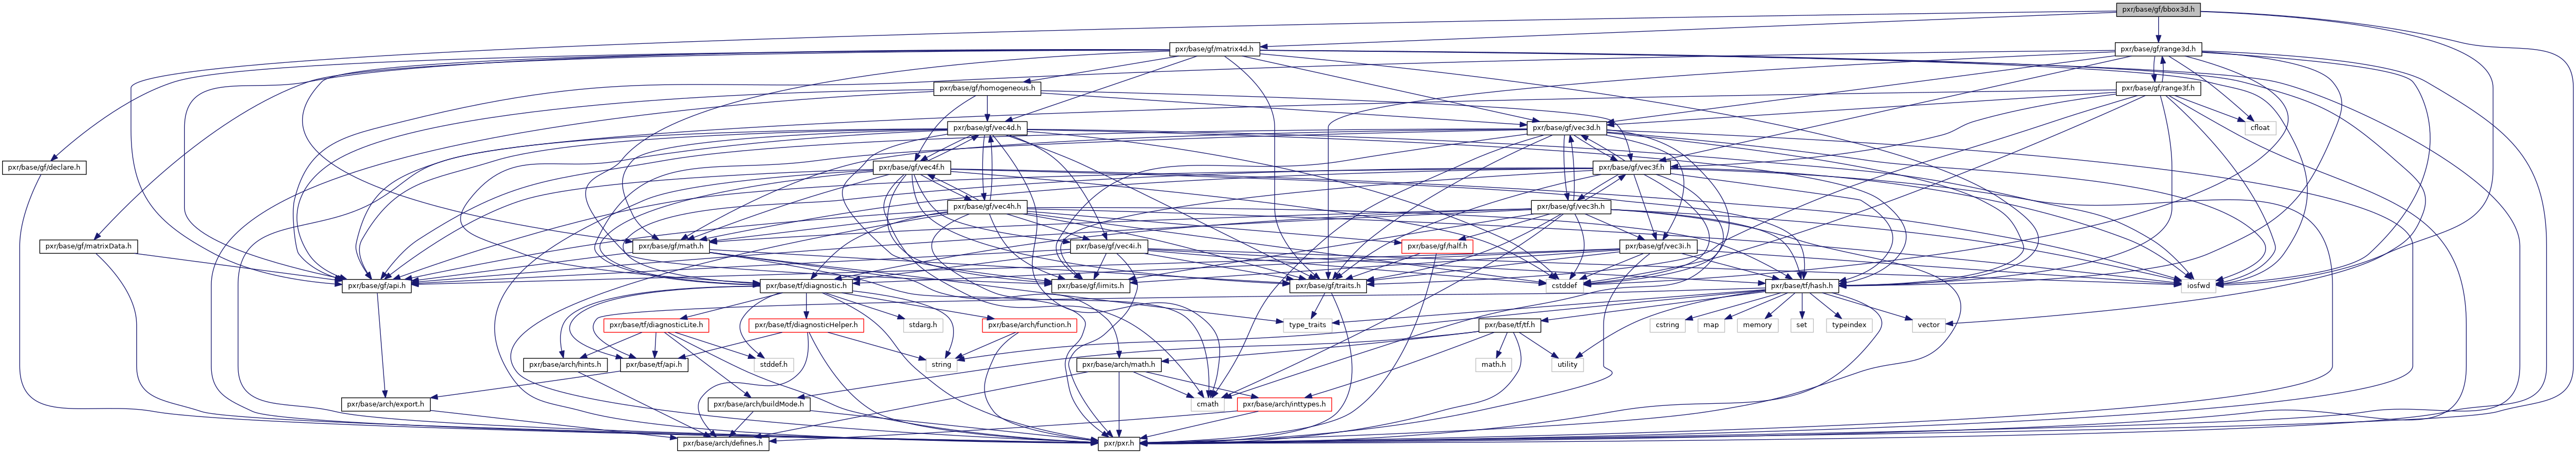 pxr/base/gf/bbox3d.h
pxr/base/gf/matrix4d.h
pxr/base/gf/range3d.h
pxr/base/gf/homogeneous.h
pxr/base/gf/range3f.h
pxr/base/gf/vec4d.h
pxr/base/gf/vec3d.h
cfloat
pxr/base/gf/declare.h
pxr/base/gf/vec4f.h
pxr/base/gf/vec3f.h
pxr/base/gf/vec4h.h
pxr/base/gf/vec3h.h
pxr/base/gf/matrixData.h
pxr/base/gf/math.h
pxr/base/gf/vec4i.h
pxr/base/gf/half.h
pxr/base/gf/vec3i.h
pxr/base/gf/api.h
pxr/base/tf/diagnostic.h
pxr/base/gf/limits.h
cstddef
pxr/base/gf/traits.h
pxr/base/tf/hash.h
iosfwd
pxr/base/tf/diagnosticLite.h
pxr/base/tf/diagnosticHelper.h
stdarg.h
pxr/base/arch/function.h
type_traits
pxr/base/tf/tf.h
cstring
map
memory
set
typeindex
vector
pxr/base/arch/hints.h
pxr/base/tf/api.h
stddef.h
string
pxr/base/arch/math.h
math.h
utility
pxr/base/arch/export.h
pxr/base/arch/buildMode.h
cmath
pxr/base/arch/inttypes.h
pxr/base/arch/defines.h
pxr/pxr.h